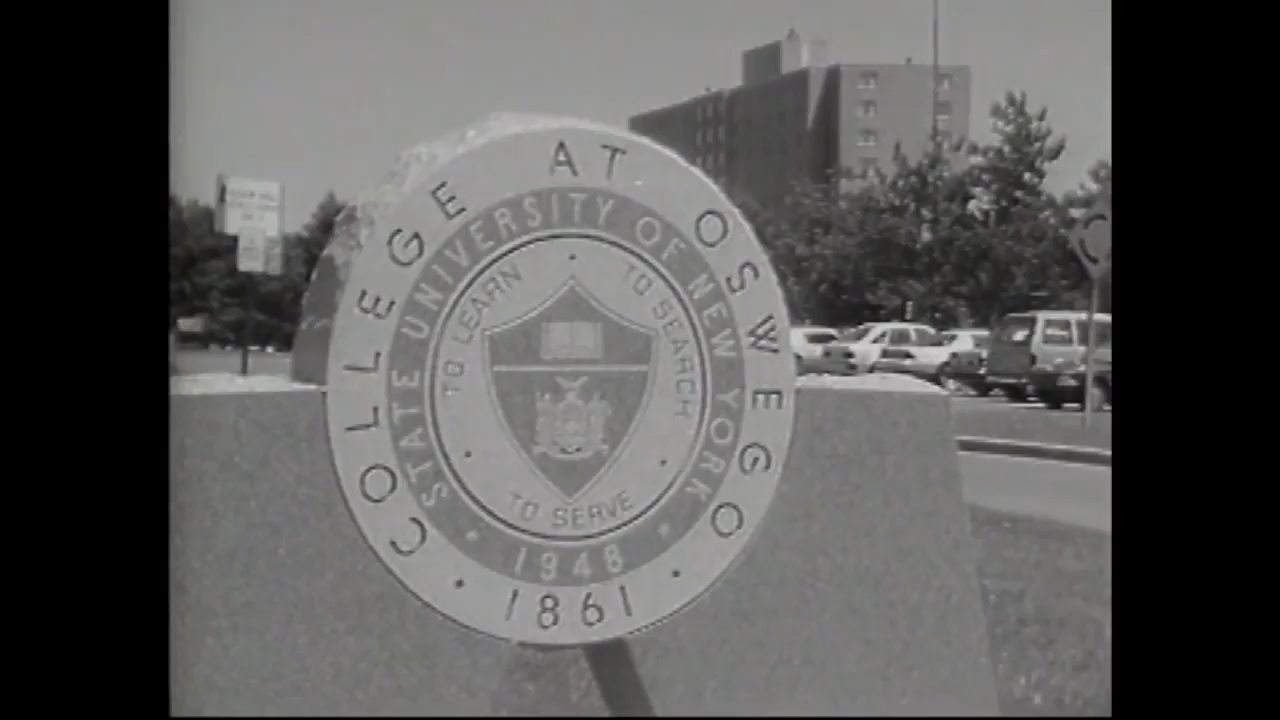 COLLEGE AT OSWEGO
STATE UNIVERSITY OF NEW YORK
TO LEARN
TO SEARCH
TO SERVE
1948
1861